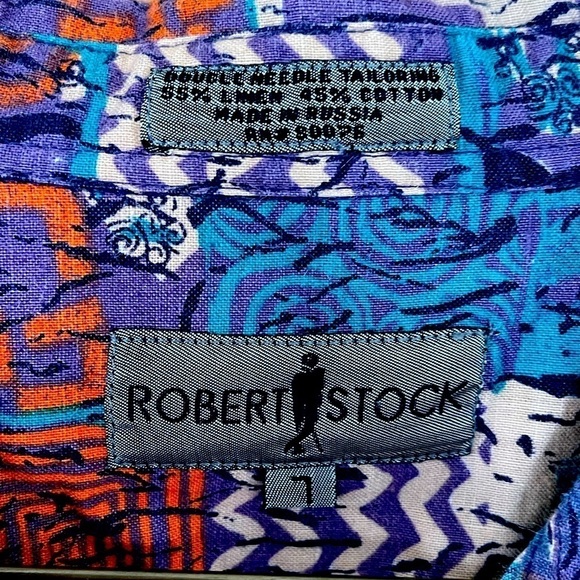 DOUBLE NEEDLE TAILORING
55% LINEN 45% COTTON
MADE IN RUSSIA
RN# 80076
ROBERT STOCK
L